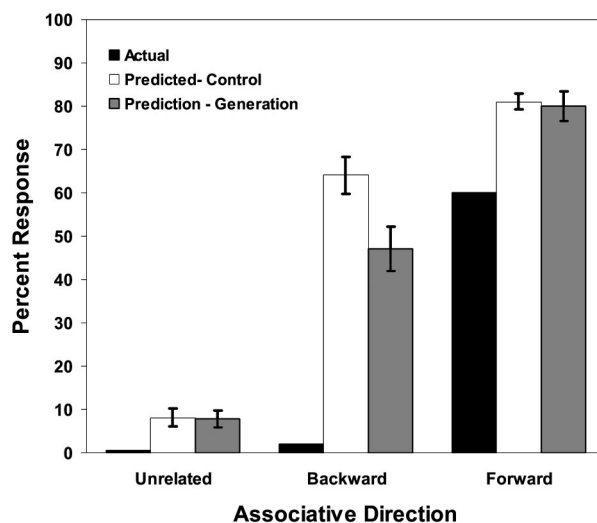 100
90
80
70
60
50
40
30
20
10
0
Percent Response
Actual
Predicted- Control
Prediction - Generation
Unrelated Backward Forward
Associative Direction